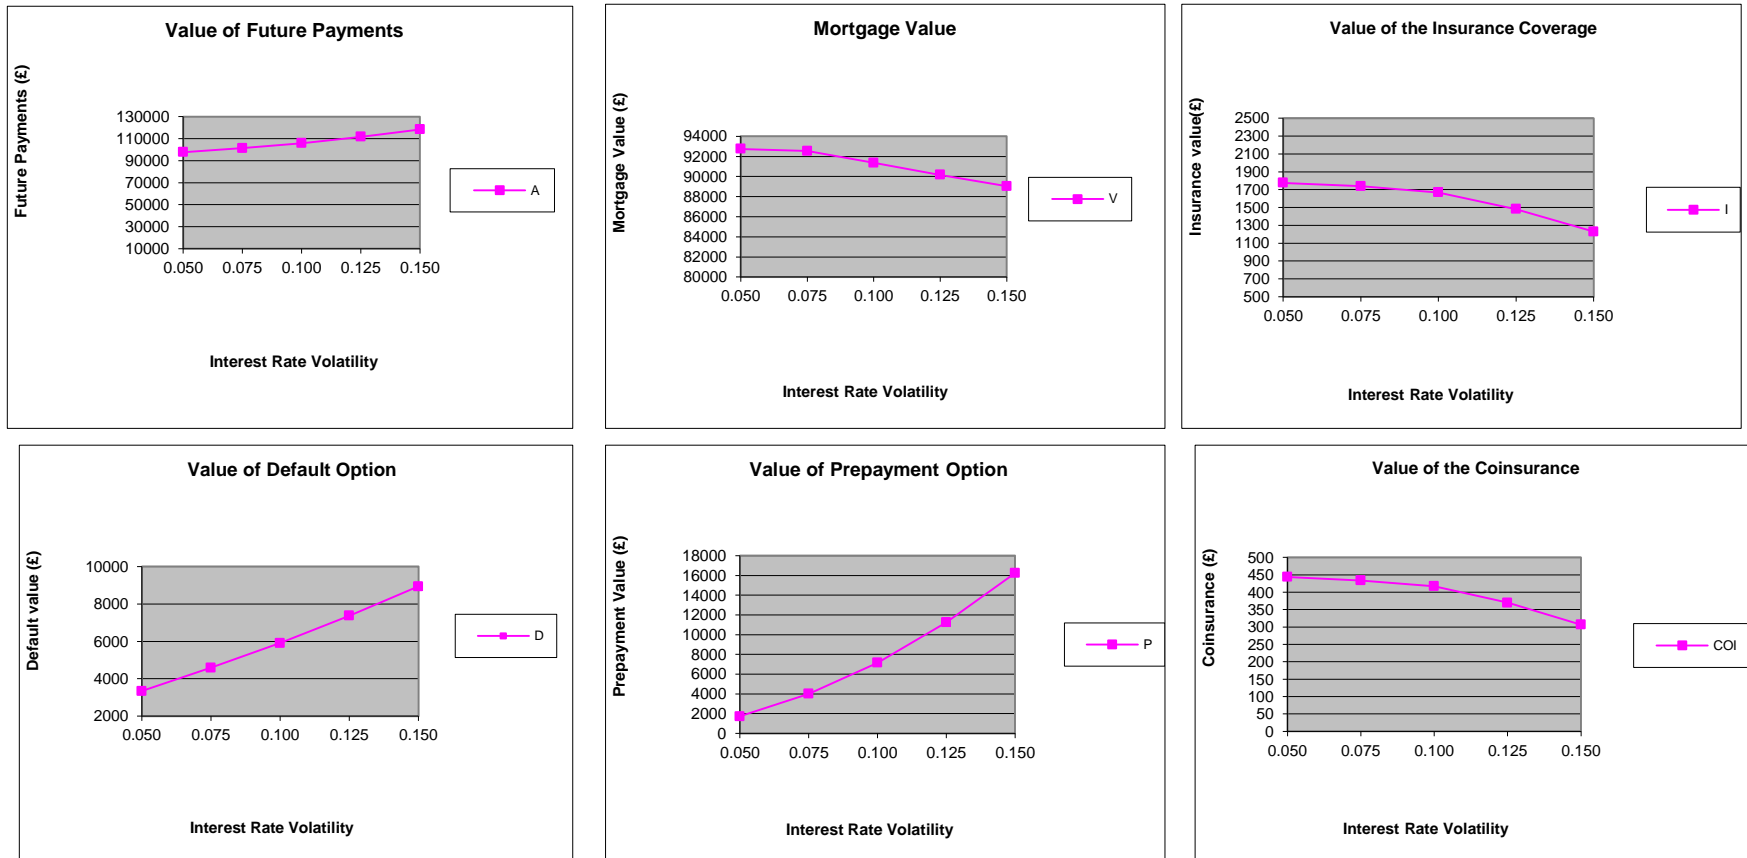 Value of Future Payments
Future Payments (£)
130000
110000
90000
70000
50000
30000
10000
0.050 0.075 0.100 0.125 0.150
Interest Rate Volatility
A
Mortgage Value
Mortgage Value (£)
94000
92000
90000
88000
86000
84000
82000
80000
0.050 0.075 0.100 0.125 0.150
Interest Rate Volatility
V
Value of the Insurance Coverage
Insurance value(£)
2500
2300
2100
1900
1700
1500
1300
1100
900
700
500
0.050 0.075 0.100 0.125 0.150
Interest Rate Volatility
I
Value of Default Option
Default value (£)
10000
8000
6000
4000
2000
0.050 0.075 0.100 0.125 0.150
Interest Rate Volatility
D
Value of Prepayment Option
Prepayment Value (£)
18000
16000
14000
12000
10000
8000
6000
4000
2000
0
0.050 0.075 0.100 0.125 0.150
Interest Rate Volatility
P
Value of the Coinsurance
Coinsurance (£)
500
450
400
350
300
250
200
150
100
50
0
0.050 0.075 0.100 0.125 0.150
Interest Rate Volatility
COI